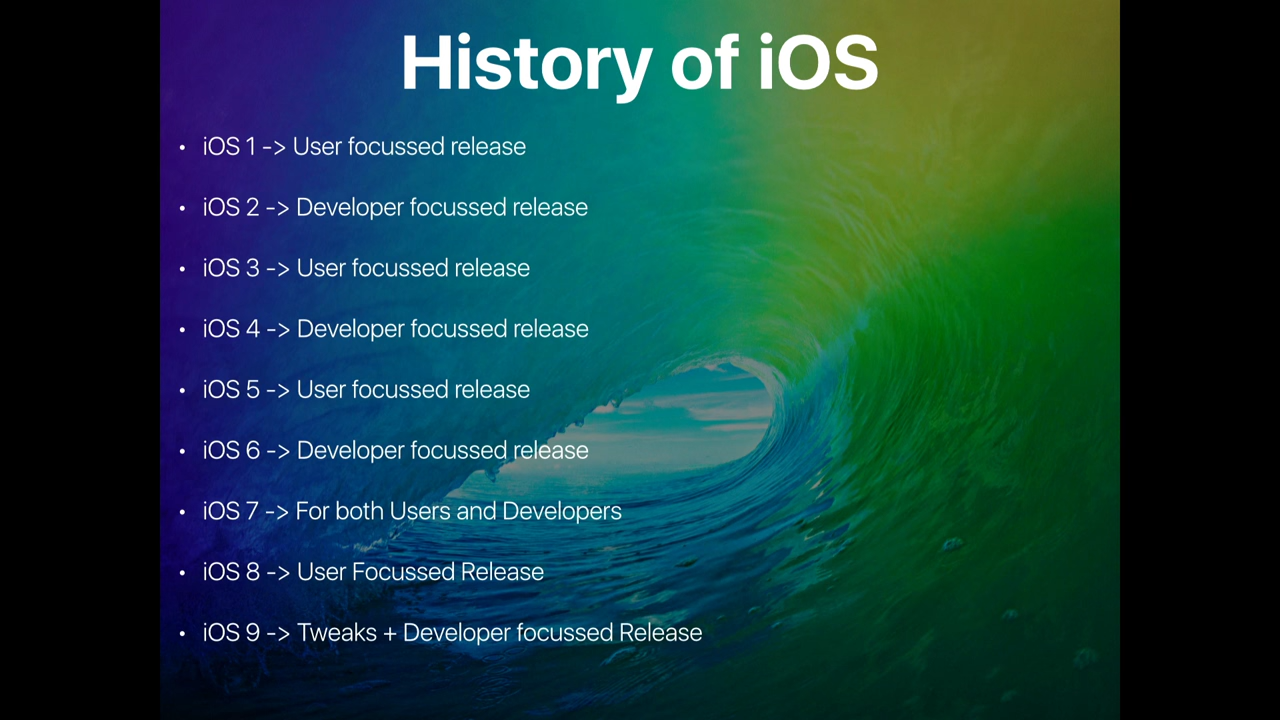 History of iOS
• iOS 1 -> User focussed release
• iOS 2 -> Developer focussed release
• iOS 3 -> User focussed release
• iOS 4 -> Developer focussed release
• iOS 5 -> User focussed release
• iOS 6 -> Developer focussed release
• iOS 7 -> For both Users and Developers
• iOS 8 -> User Focussed Release
• iOS 9 -> Tweaks + Developer focussed Release